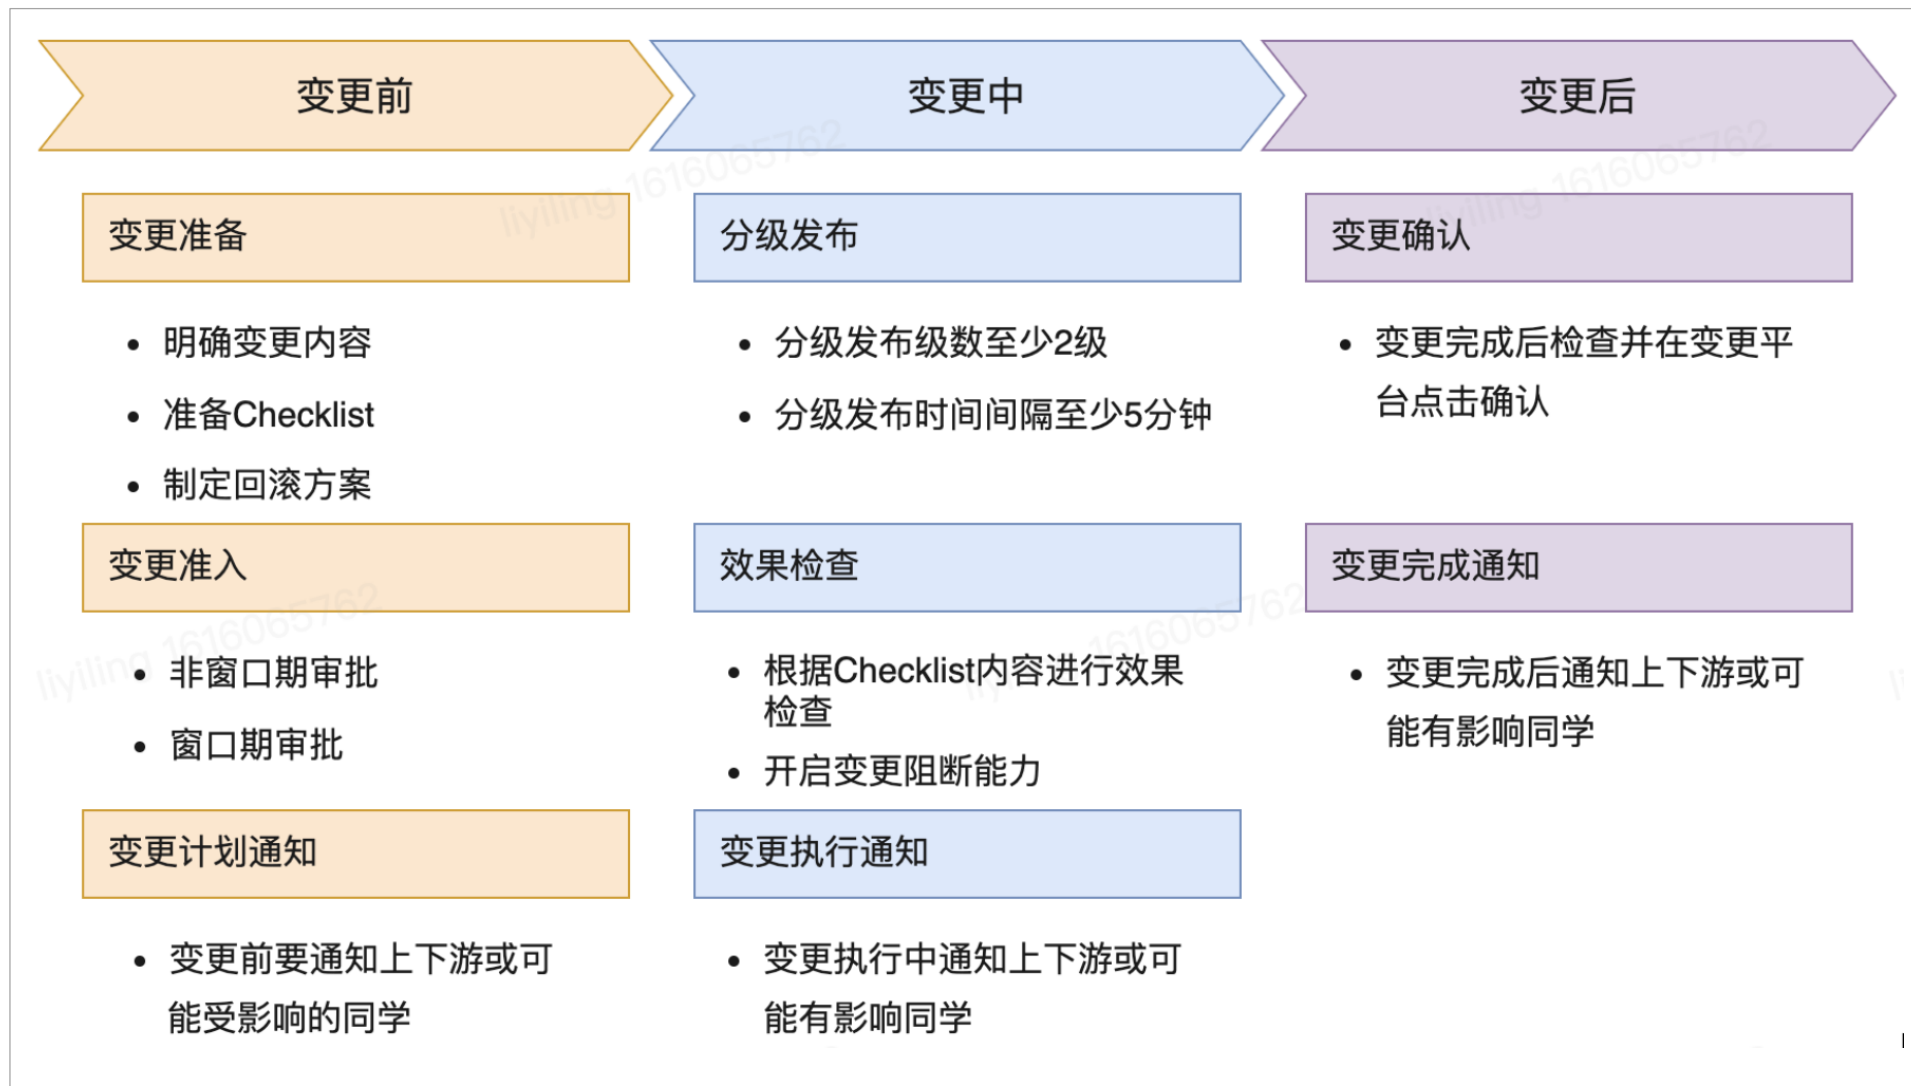 变更前
变更中
变更后
变更准备
明确变更内容
准备Checklist
制定回滚方案
变更准入
非窗口期审批
窗口期审批
变更计划通知
变更前要通知上下游或可
能受影响的同学
分级发布
分级发布级数至少2级
分级发布时间间隔至少5分钟
效果检查
根据Checklist内容进行效果
检查
开启变更阻断能力
变更执行通知
变更执行中通知上下游或可
能有影响同学
变更确认
变更完成后检查并在变更平
台点击确认
变更完成通知
变更完成后通知上下游或可
能有影响同学
liyiling 1616065762
liyiling 1616065762
liyiling 1616065762
liyiling 1616065762